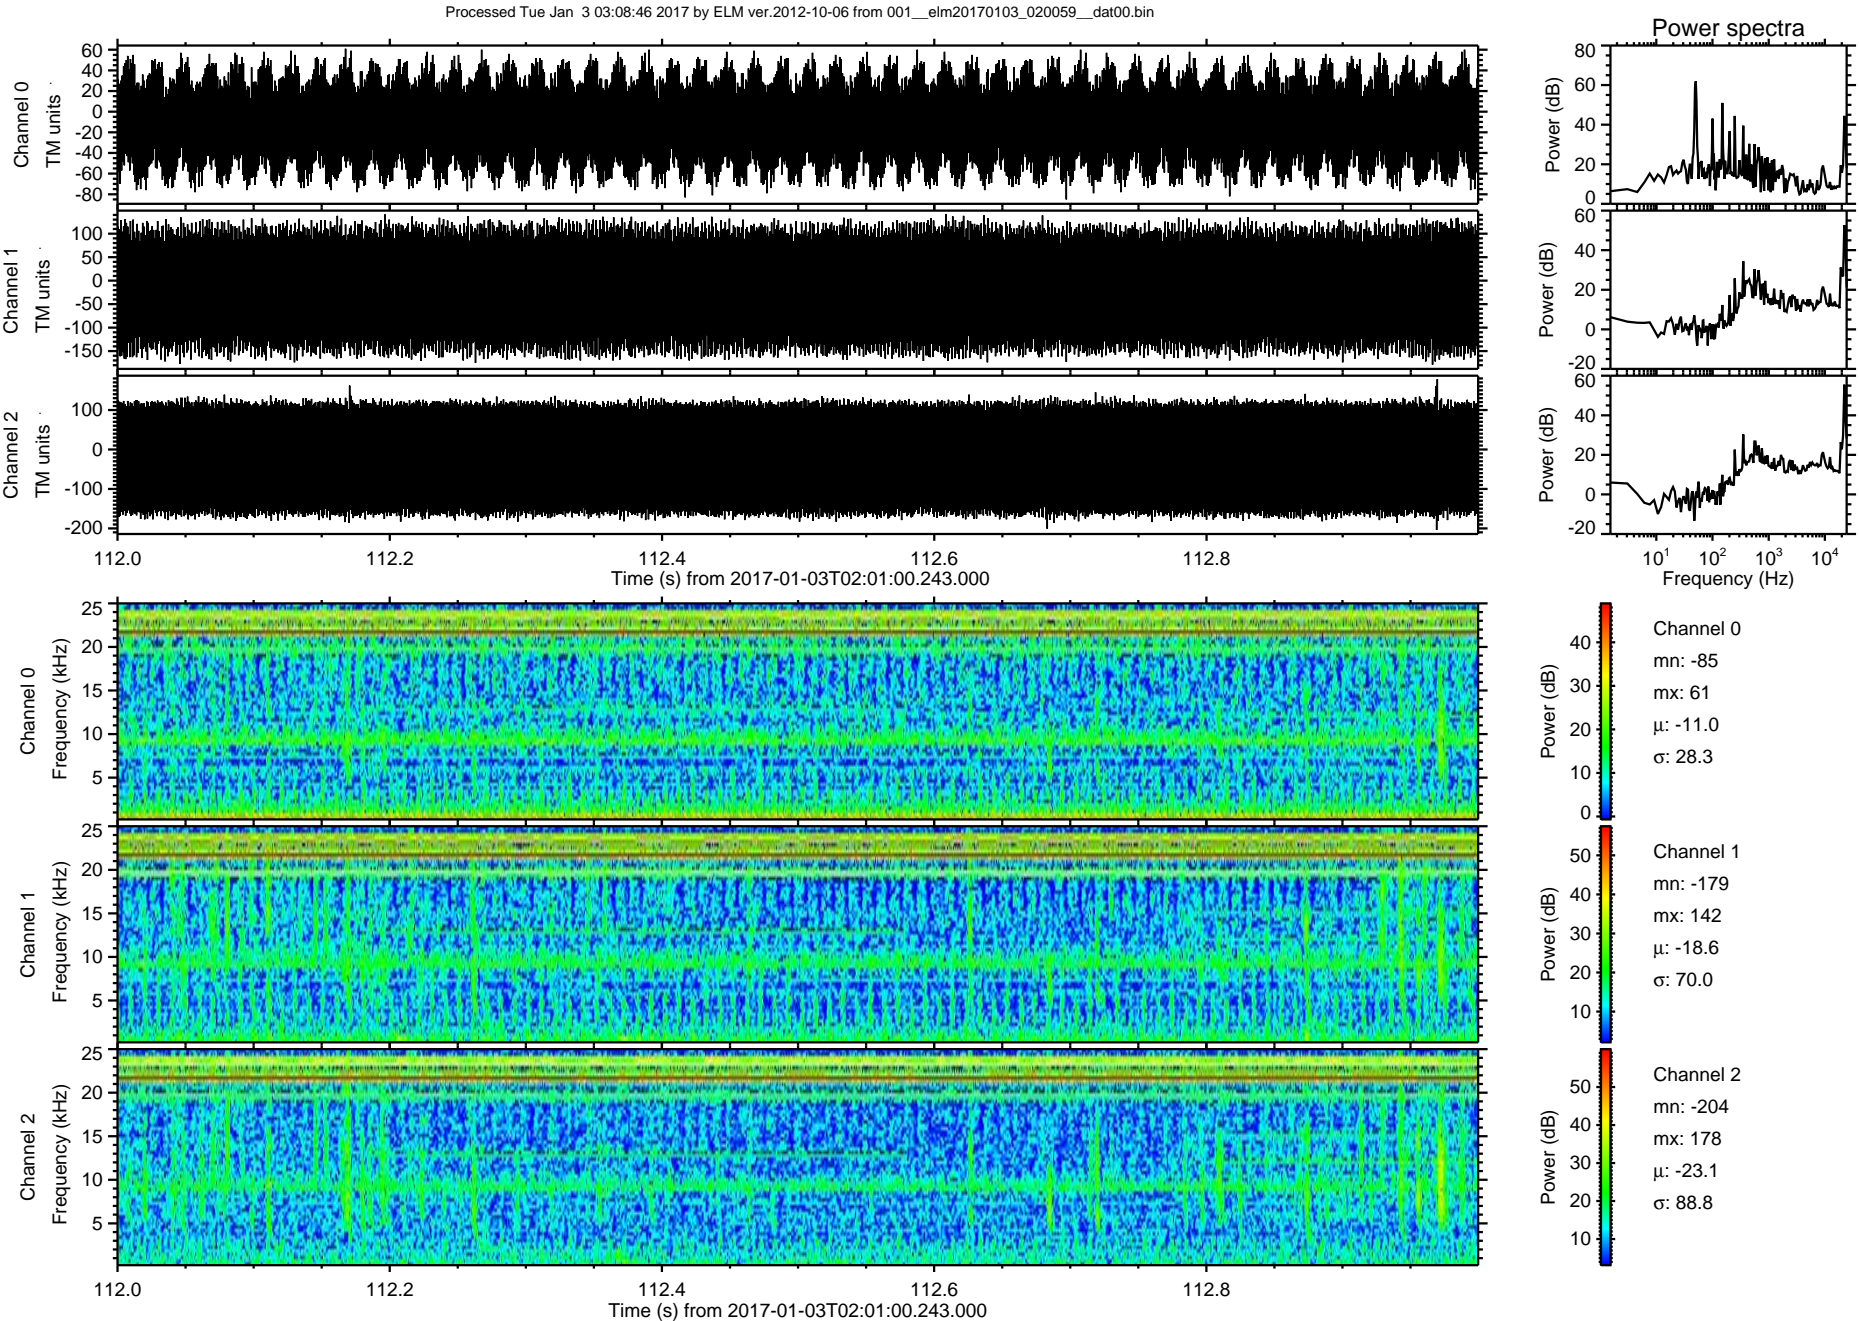 Processed Tue Jan  3 03:08:46 2017 by ELM ver.2012-10-06 from 001__elm20170103_020059__dat00.bin
Power spectra
Channel 0
TM units
60
40
20
0
-20
-40
-60
-80
Power (dB)
80
60
40
20
0
Channel 1
TM units
100
50
0
-50
-100
-150
Power (dB)
60
40
20
0
-20
Channel 2
TM units
100
0
-100
-200
Power (dB)
60
40
20
0
-20
112.0 112.2 112.4 112.6 112.8
Time (s) from 2017-01-03T02:01:00.243.000
10¹ 10² 10³ 10⁴
Frequency (Hz)
Channel 0
Frequency (kHz)
25
20
15
10
5
Power (dB)
40
30
20
10
0
Channel 0
mn: -85
mx: 61
μ: -11.0
σ: 28.3
Channel 1
Frequency (kHz)
25
20
15
10
5
Power (dB)
50
40
30
20
10
Channel 1
mn: -179
mx: 142
μ: -18.6
σ: 70.0
Channel 2
Frequency (kHz)
25
20
15
10
5
Power (dB)
50
40
30
20
10
Channel 2
mn: -204
mx: 178
μ: -23.1
σ: 88.8
112.0 112.2 112.4 112.6 112.8
Time (s) from 2017-01-03T02:01:00.243.000